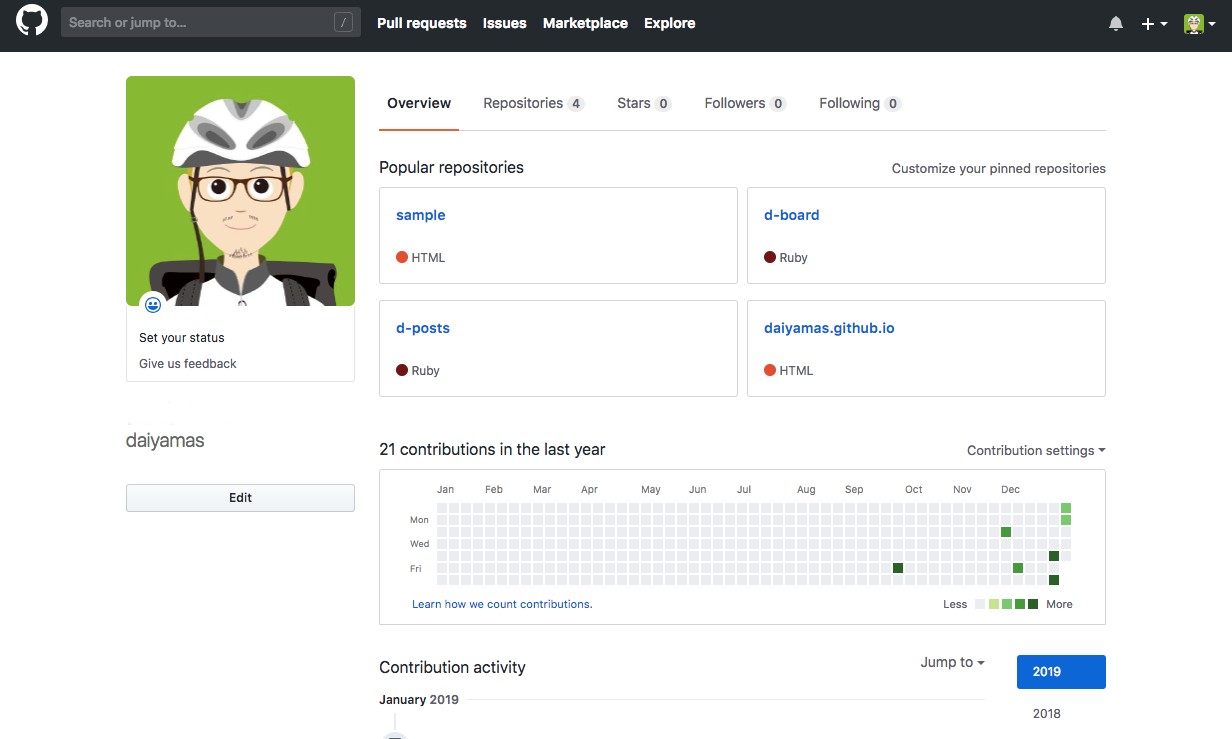 Search or jump to... / Pull requests Issues Marketplace Explore
Overview Repositories 4 Stars 0 Followers 0 Following 0
Popular repositories Customize your pinned repositories
sample
HTML
d-board
Ruby
d-posts
Ruby
daiyamas.github.io
HTML
Set your status
Give us feedback
daiyamas
Edit
21 contributions in the last year Contribution settings
Jan Feb Mar Apr May Jun Jul Aug Sep Oct Nov Dec
Mon
Wed
Fri
Learn how we count contributions. Less More
Contribution activity Jump to 2019
January 2019
2018